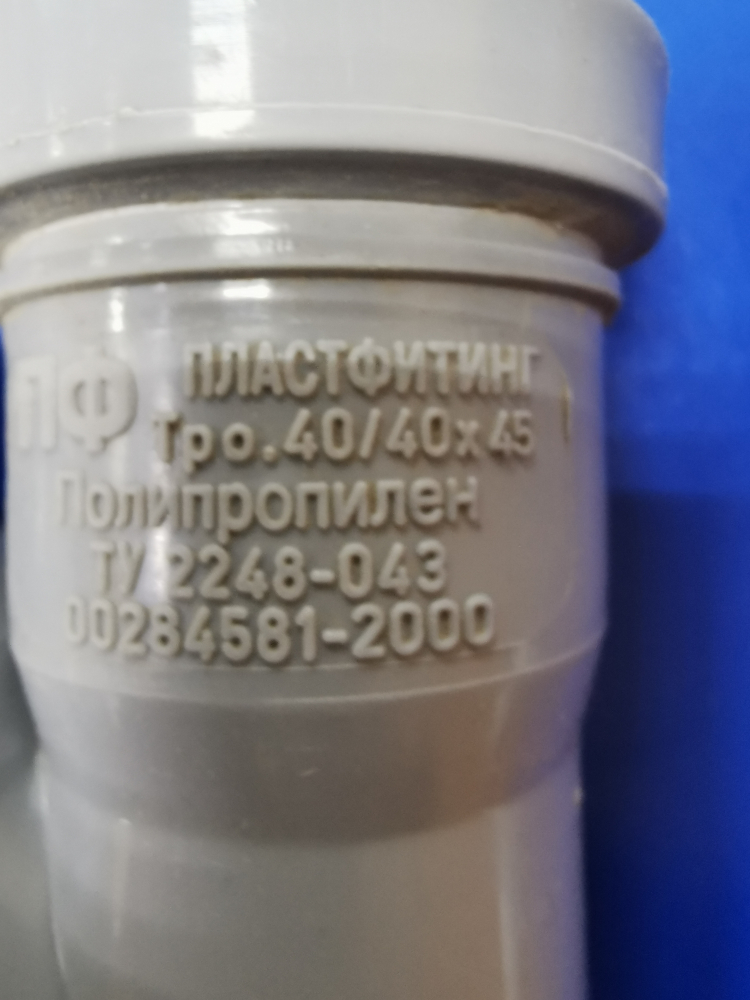 ПФ
ПЛАСТФИТИНГ
Тро.40/40х45
Полипропилен
ТУ 2248-043
00284581-2000